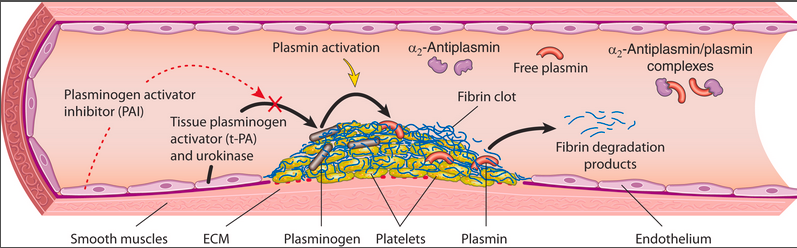 Plasmin activation
α2-Antiplasmin
Free plasmin
α2-Antiplasmin/plasmin
complexes
Plasminogen activator
inhibitor (PAI)
Tissue plasminogen
activator (t-PA)
and urokinase
Fibrin clot
Fibrin degradation
products
Smooth muscles
ECM
Plasminogen
Platelets
Plasmin
Endothelium